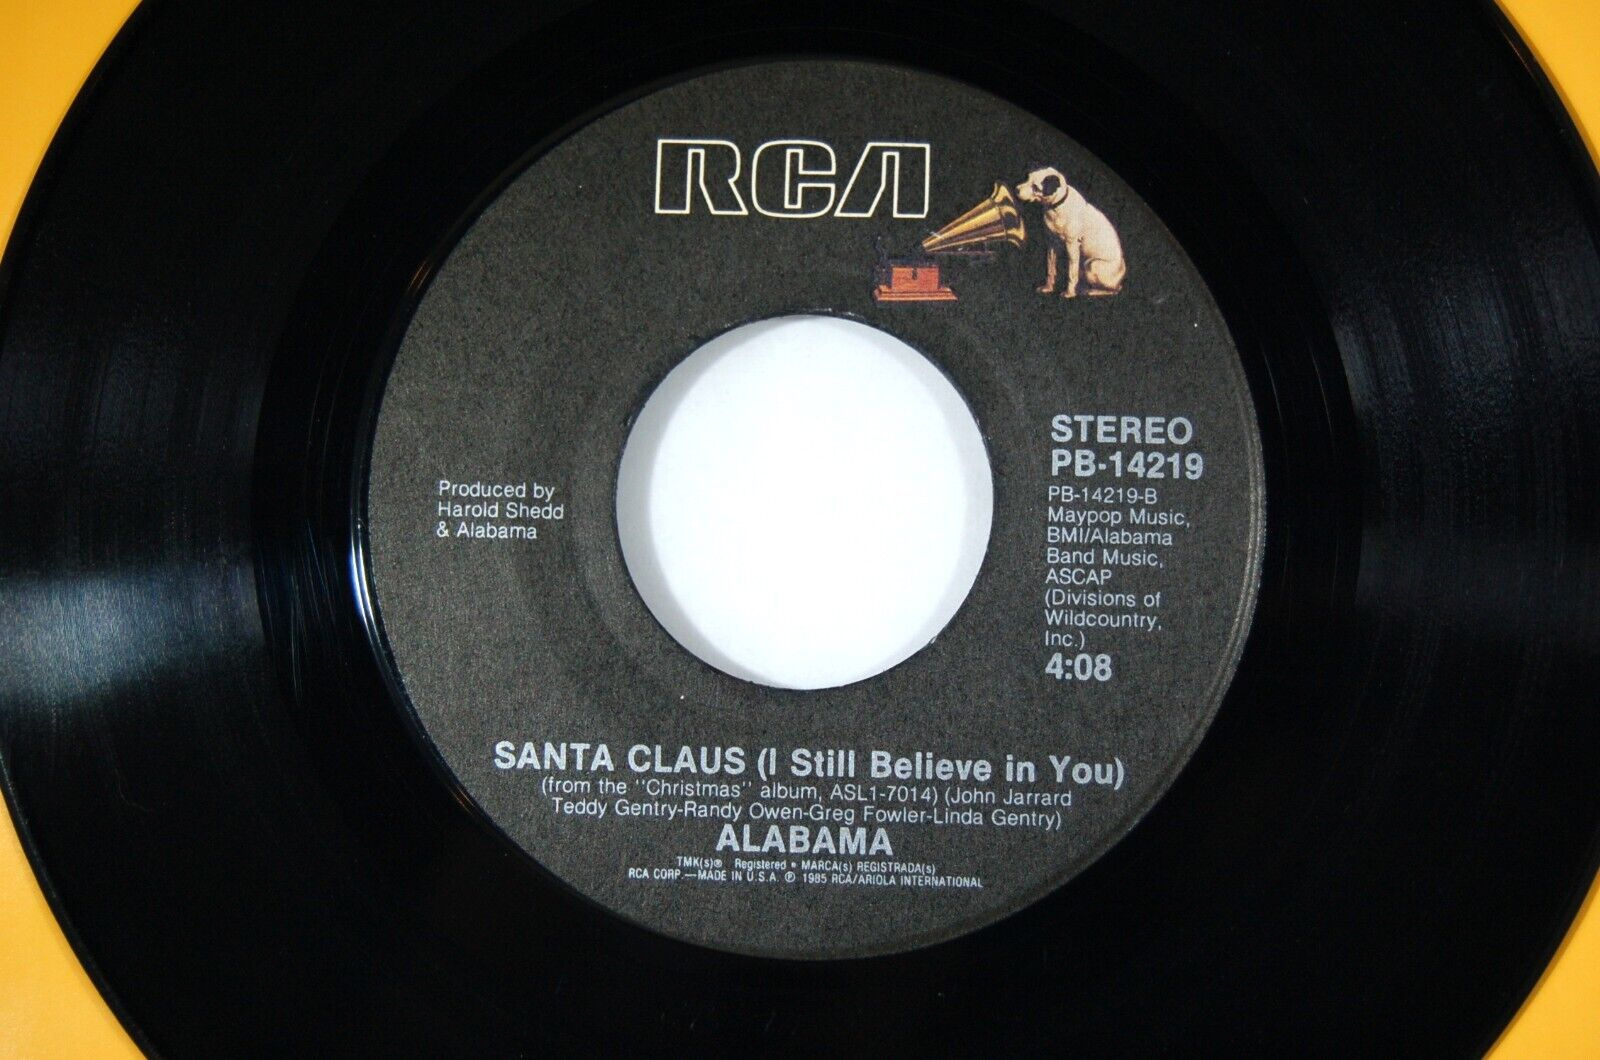 RCA
STEREO
PB-14219
PB-14219-B
Maypop Music,
BMI/Alabama
Band Music,
ASCAP
(Divisions of
Wildcountry,
Inc.)
4:08
Produced by
Harold Shedd
& Alabama
SANTA CLAUS (I Still Believe in You)
(from the "Christmas" album, ASL1-7014) (John Jarrard
Teddy Gentry-Randy Owen-Greg Fowler-Linda Gentry)
ALABAMA
TMK(s)® Registered • MARCA(s) REGISTRADA(s)
RCA CORP.—MADE IN U.S.A. ℗ 1985 RCA/ARIOLA INTERNATIONAL